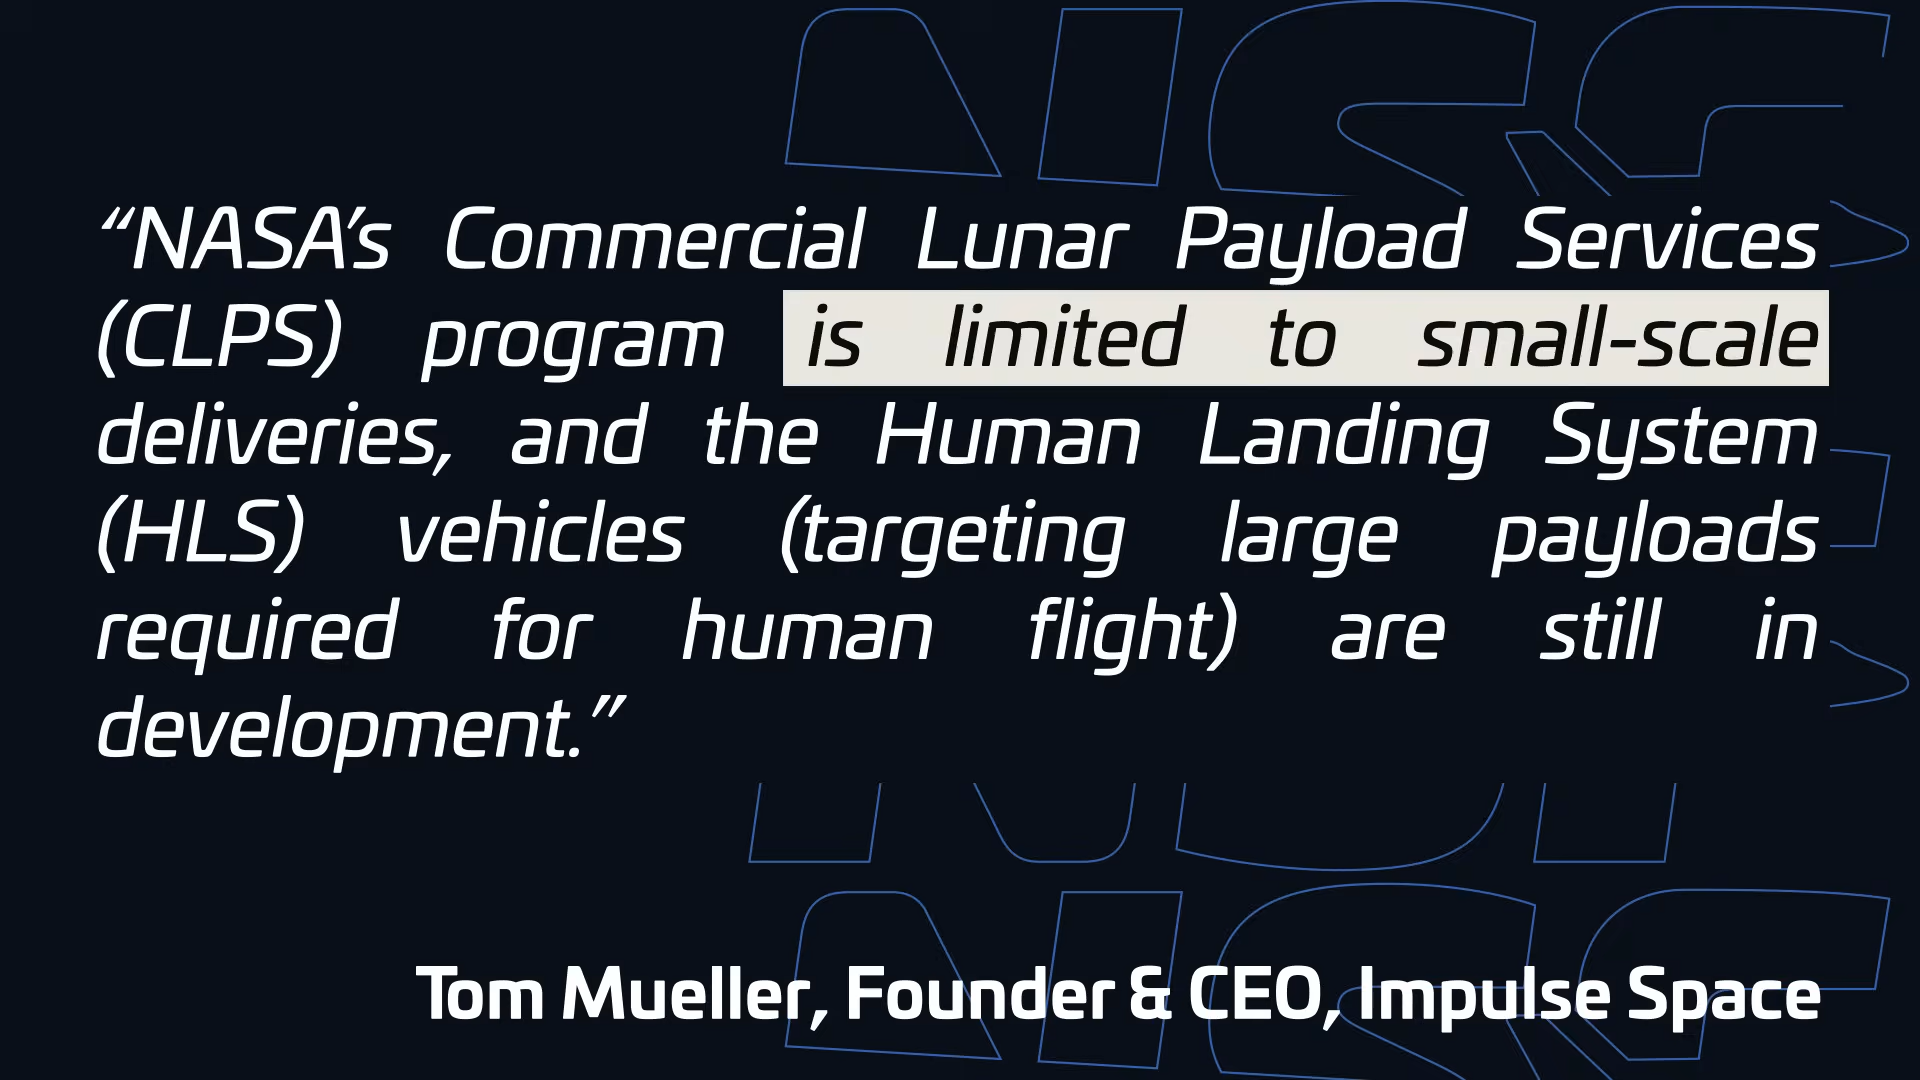 “NASA’s Commercial Lunar Payload Services
(CLPS) program is limited to small-scale
deliveries, and the Human Landing System
(HLS) vehicles (targeting large payloads
required for human flight) are still in
development.”
Tom Mueller, Founder & CEO, Impulse Space